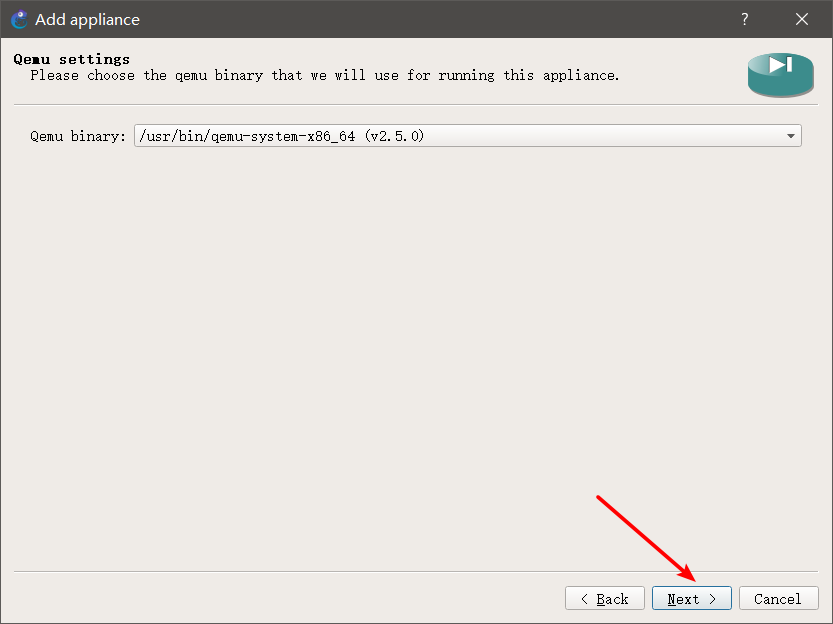 Add appliance
?
Qemu settings
Please choose the qemu binary that we will use for running this appliance.
Qemu binary: /usr/bin/qemu-system-x86_64 (v2.5.0)
< Back Next > Cancel